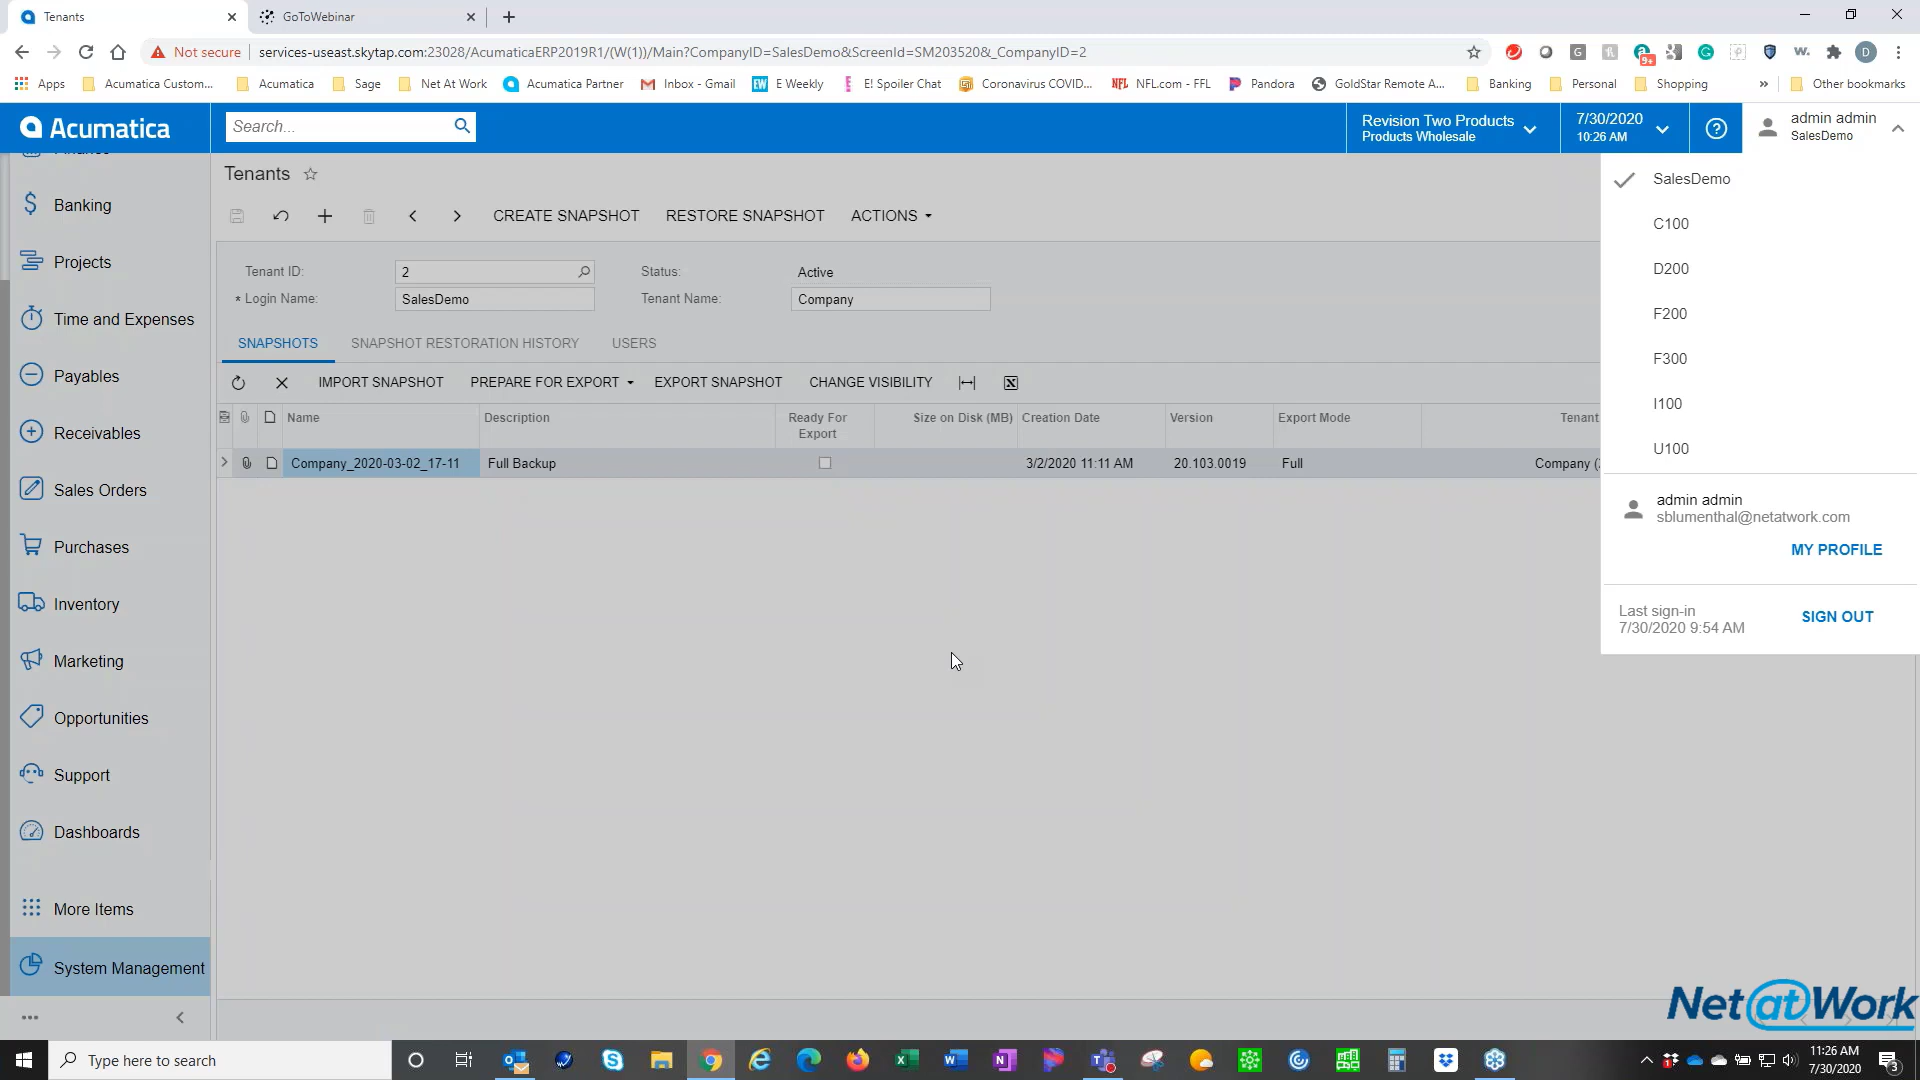 Tenants
GoToWebinar
Not secure
services-useast.skytap.com:23028/AcumaticaERP2019R1/(W(1))/Main?CompanyID=SalesDemo&ScreenId=SM203520&_CompanyID=2
9+
D
Apps
Acumatica Custom...
Acumatica
Sage
Net At Work
Acumatica Partner
Inbox - Gmail
E Weekly
E! Spoiler Chat
Coronavirus COVID...
NFL.com - FFL
Pandora
GoldStar Remote A...
Banking
Personal
Shopping
Other bookmarks
Acumatica
Search...
Revision Two Products
Products Wholesale
7/30/2020
10:26 AM
admin admin
SalesDemo
Banking
Projects
Time and Expenses
Payables
Receivables
Sales Orders
Purchases
Inventory
Marketing
Opportunities
Support
Dashboards
More Items
System Management
Tenants
CREATE SNAPSHOT
RESTORE SNAPSHOT
ACTIONS
Tenant ID:
2
Status:
Active
* Login Name:
SalesDemo
Tenant Name:
Company
SNAPSHOTS
SNAPSHOT RESTORATION HISTORY
USERS
IMPORT SNAPSHOT
PREPARE FOR EXPORT
EXPORT SNAPSHOT
CHANGE VISIBILITY
Name
Description
Ready For
Export
Size on Disk (MB)
Creation Date
Version
Export Mode
Tenant
Company_2020-03-02_17-11
Full Backup
3/2/2020 11:11 AM
20.103.0019
Full
Company (
SalesDemo
C100
D200
F200
F300
I100
U100
admin admin
sblumenthal@netatwork.com
MY PROFILE
Last sign-in
7/30/2020 9:54 AM
SIGN OUT
Net at Work
Type here to search
11:26 AM
7/30/2020
3